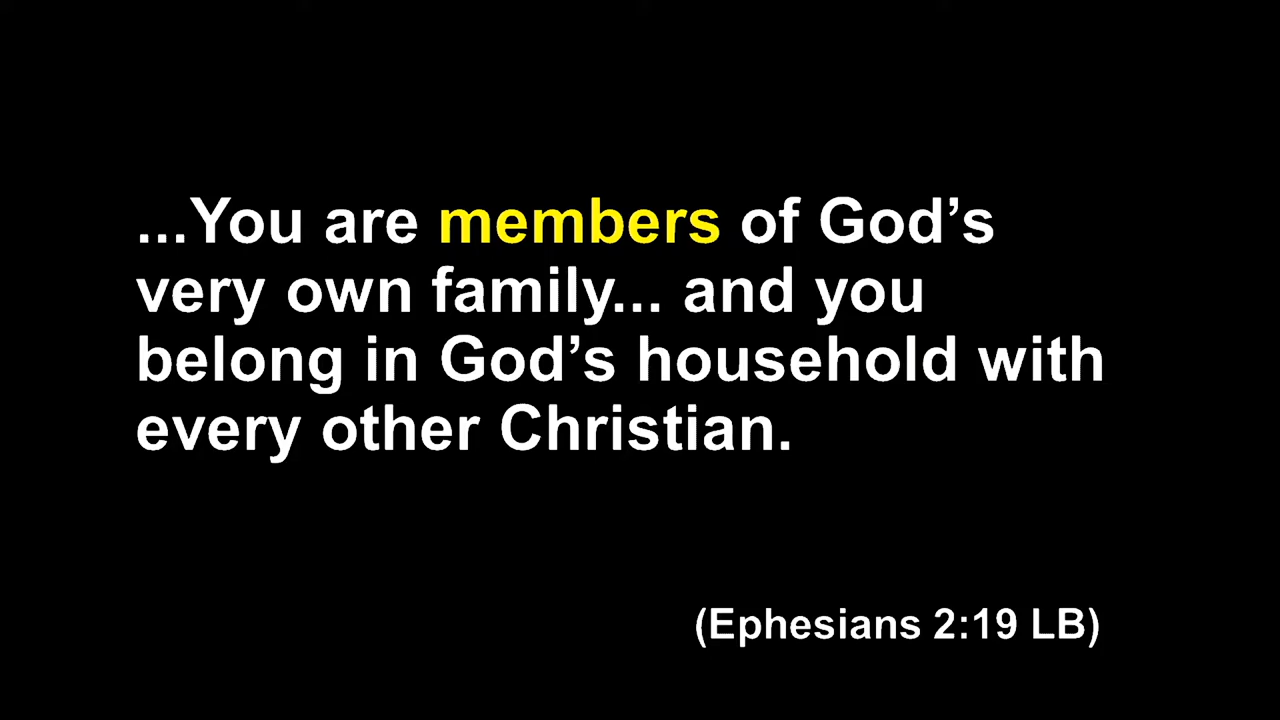 ...You are members of God’s
very own family... and you
belong in God’s household with
every other Christian.
(Ephesians 2:19 LB)